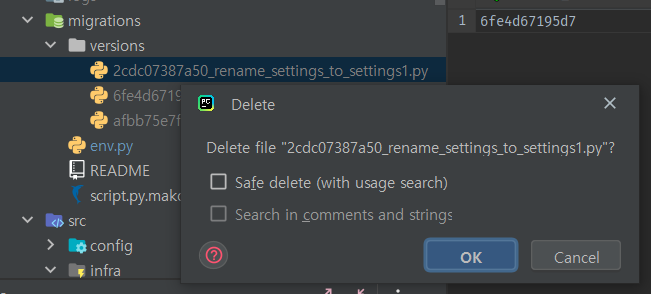 migrations
1 6fe4d67195d7
versions
2cdc07387a50_rename_settings_to_settings1.py
6fe4d6719
afbb75e7f
PC
Delete
Delete file "2cdc07387a50_rename_settings_to_settings1.py"?
env.py
README
Safe delete (with usage search)
script.py.mako
Search in comments and strings
src
config
infra
?
OK
Cancel